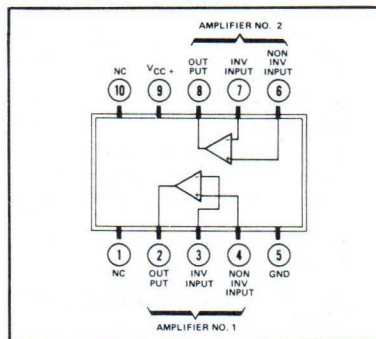 AMPLIFIER NO. 2
NC
VCC +
OUT
PUT
INV
INPUT
NON
INV
INPUT
10
9
8
7
6
-
+
-
+
1
2
3
4
5
NC
OUT
PUT
INV
INPUT
NON
INV
INPUT
GND
AMPLIFIER NO. 1